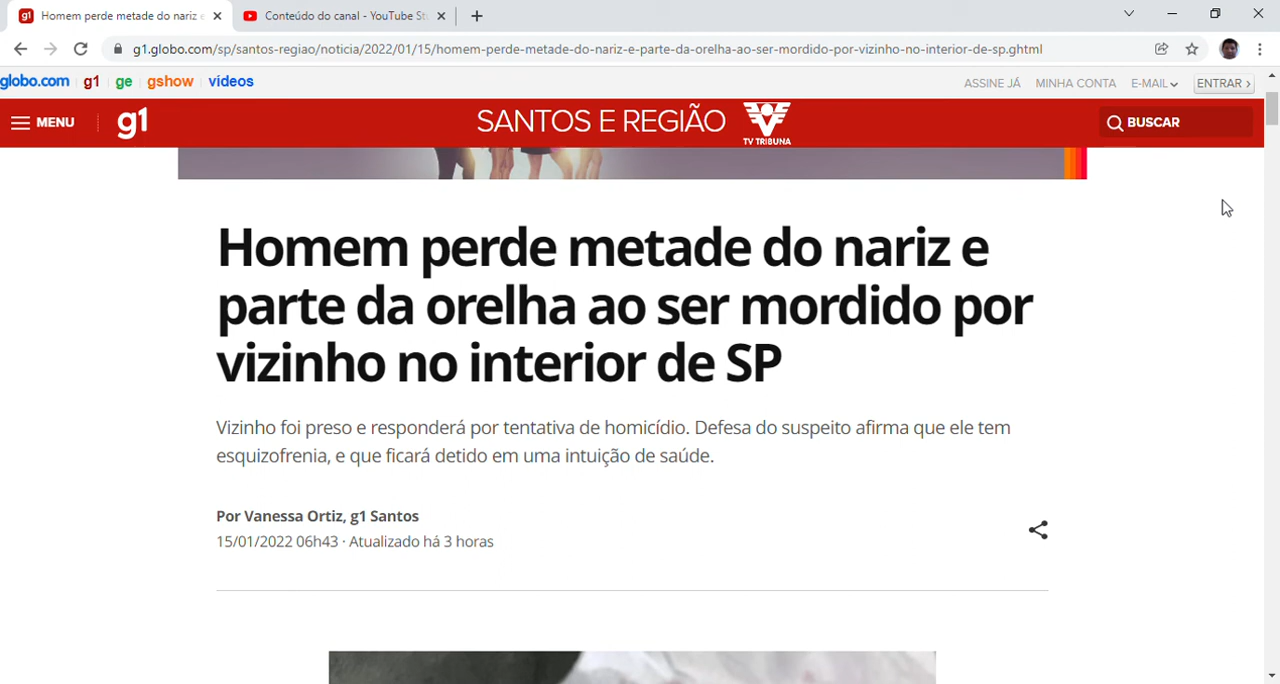 Homem perde metade do nariz e
Conteúdo do canal - YouTube St
g1.globo.com/sp/santos-regiao/noticia/2022/01/15/homem-perde-metade-do-nariz-e-parte-da-orelha-ao-ser-mordido-por-vizinho-no-interior-de-sp.ghtml
globo.com g1 ge gshow vídeos ASSINE JÁ MINHA CONTA E-MAIL ENTRAR ›
MENU g1 SANTOS E REGIÃO TV TRIBUNA BUSCAR
Homem perde metade do nariz e
parte da orelha ao ser mordido por
vizinho no interior de SP
Vizinho foi preso e responderá por tentativa de homicídio. Defesa do suspeito afirma que ele tem
esquizofrenia, e que ficará detido em uma intuição de saúde.
Por Vanessa Ortiz, g1 Santos
15/01/2022 06h43 · Atualizado há 3 horas